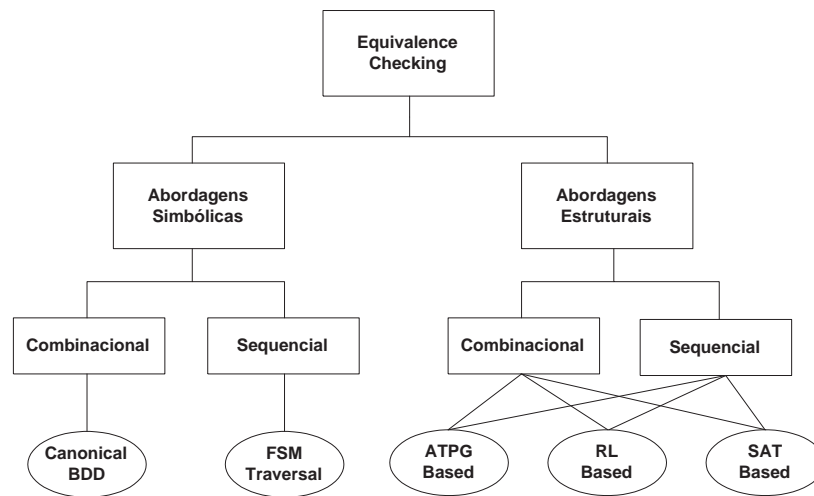 Equivalence
Checking
Abordagens
Simbólicas
Abordagens
Estruturais
Combinacional
Sequencial
Combinacional
Sequencial
Canonical
BDD
FSM
Traversal
ATPG
Based
RL
Based
SAT
Based